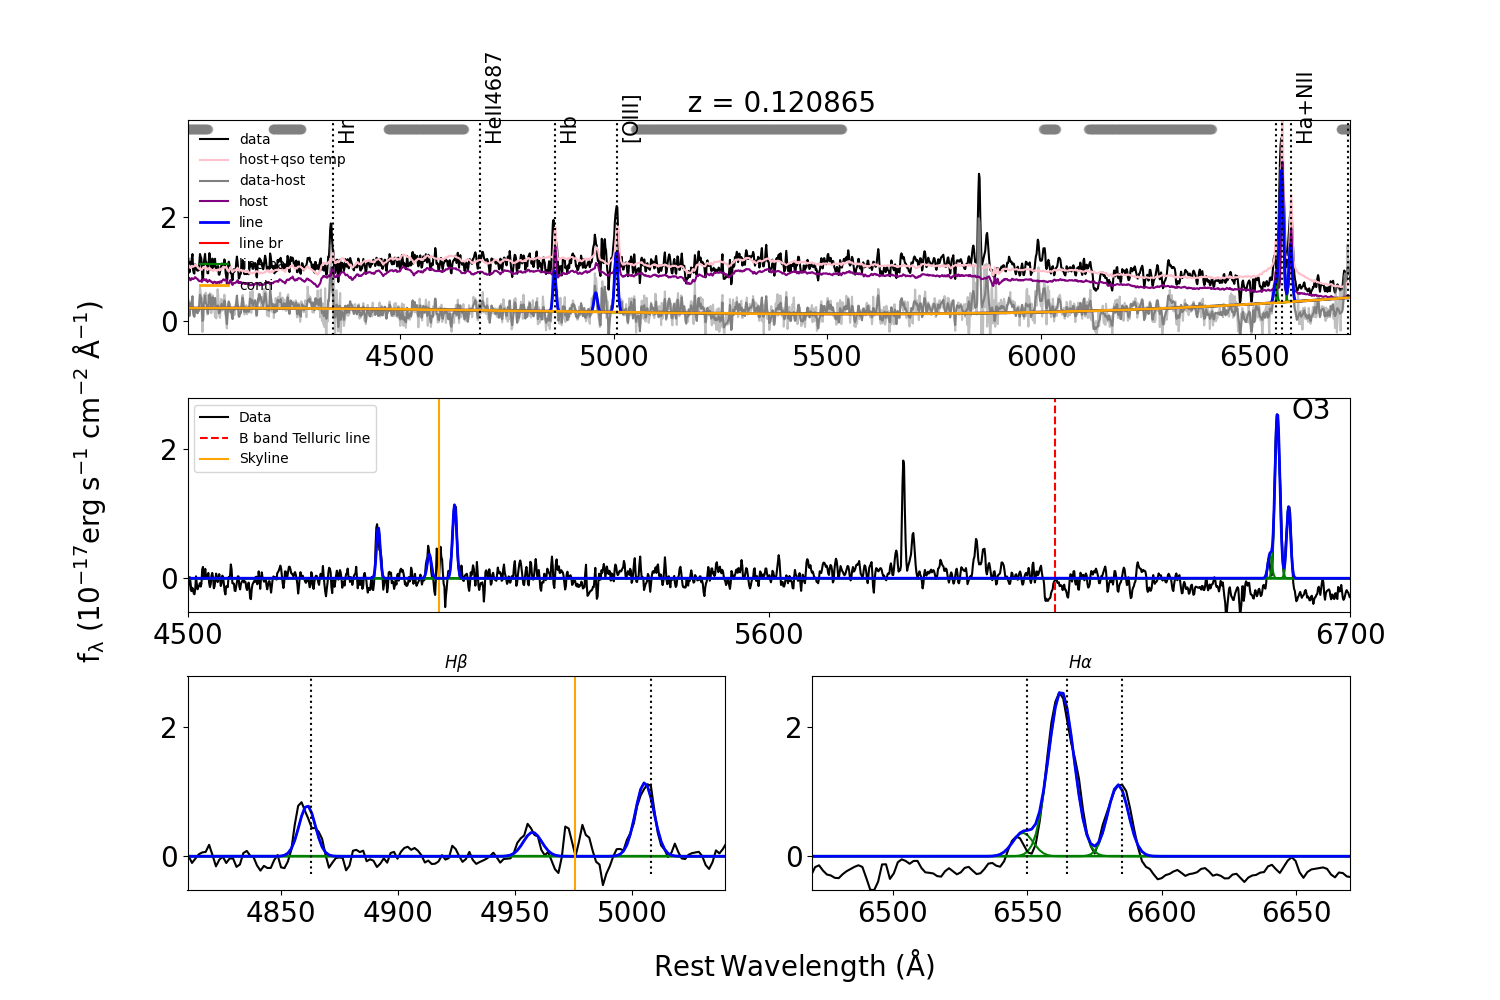 z = 0.120865
Hr
HeII4687
Hb
[OIII]
Ha+NII
data
host+qso temp
data-host
host
line
line br
conti
2
0
4500 5000 5500 6000 6500
fλ (10−17erg s−1 cm−2 Å−1)
Data
B band Telluric line
Skyline
O3
2
0
4500 5600 6700
Hβ
2
0
4850 4900 4950 5000
Hα
2
0
6500 6550 6600 6650
Rest Wavelength (Å)